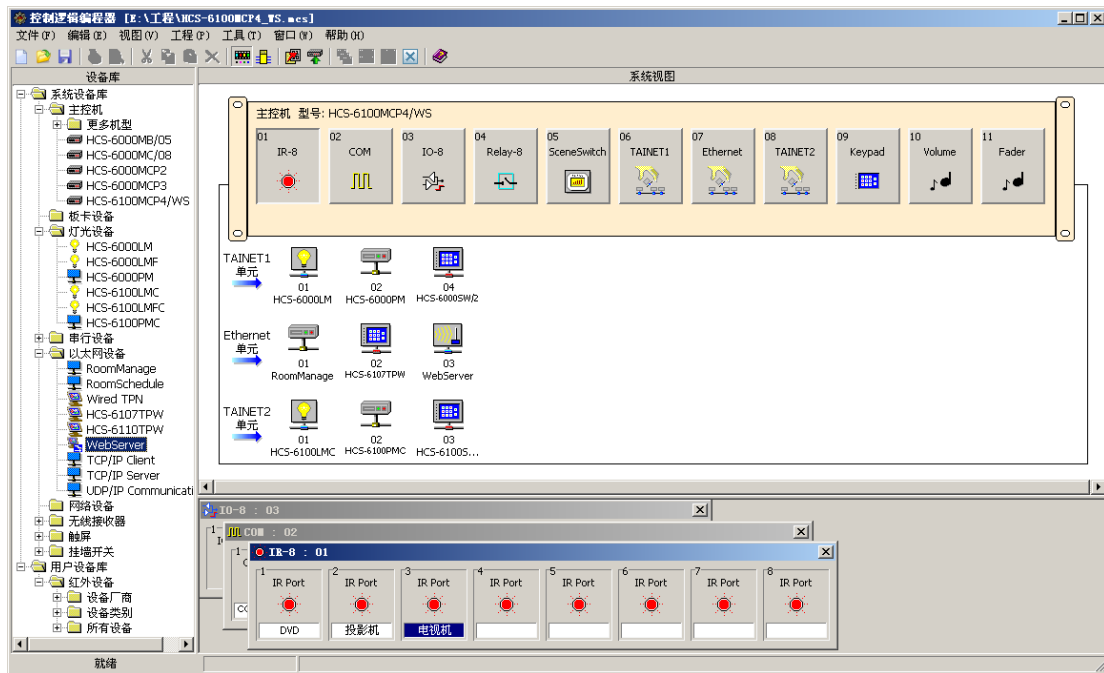 控制逻辑编程器 [E:\工程\HCS-6100MCP4_WS.mcs]
文件(F) 编辑(E) 视图(V) 工程(P) 工具(T) 窗口(W) 帮助(H)
设备库
系统设备库
主控机
更多机型
HCS-6000MB/05
HCS-6000MC/08
HCS-6000MCP2
HCS-6000MCP3
HCS-6100MCP4/WS
板卡设备
灯光设备
HCS-6000LM
HCS-6000LMF
HCS-6000PM
HCS-6100LMC
HCS-6100LMFC
HCS-6100PMC
串行设备
以太网设备
RoomManage
RoomSchedule
Wired TPN
HCS-6107TPW
HCS-6110TPW
WebServer
TCP/IP Client
TCP/IP Server
UDP/IP Communicati
网络设备
无线接收器
触屏
挂墙开关
用户设备库
红外设备
设备厂商
设备类别
所有设备
就绪
系统视图
主控机 型号: HCS-6100MCP4/WS
01 02 03 04 05 06 07 08 09 10 11
IR-8 COM IO-8 Relay-8 SceneSwitch TAINET1 Ethernet TAINET2 Keypad Volume Fader
TAINET1
单元
01 02 04
HCS-6000LM HCS-6000PM HCS-6000SW/2
Ethernet
单元
01 02 03
RoomManage HCS-6107TPW WebServer
TAINET2
单元
01 02 03
HCS-6100LMC HCS-6100PMC HCS-6100S...
IO-8 : 03
COM : 02
IR-8 : 01
1 2 3 4 5 6 7 8
IR Port IR Port IR Port IR Port IR Port IR Port IR Port IR Port
DVD 投影机 电视机